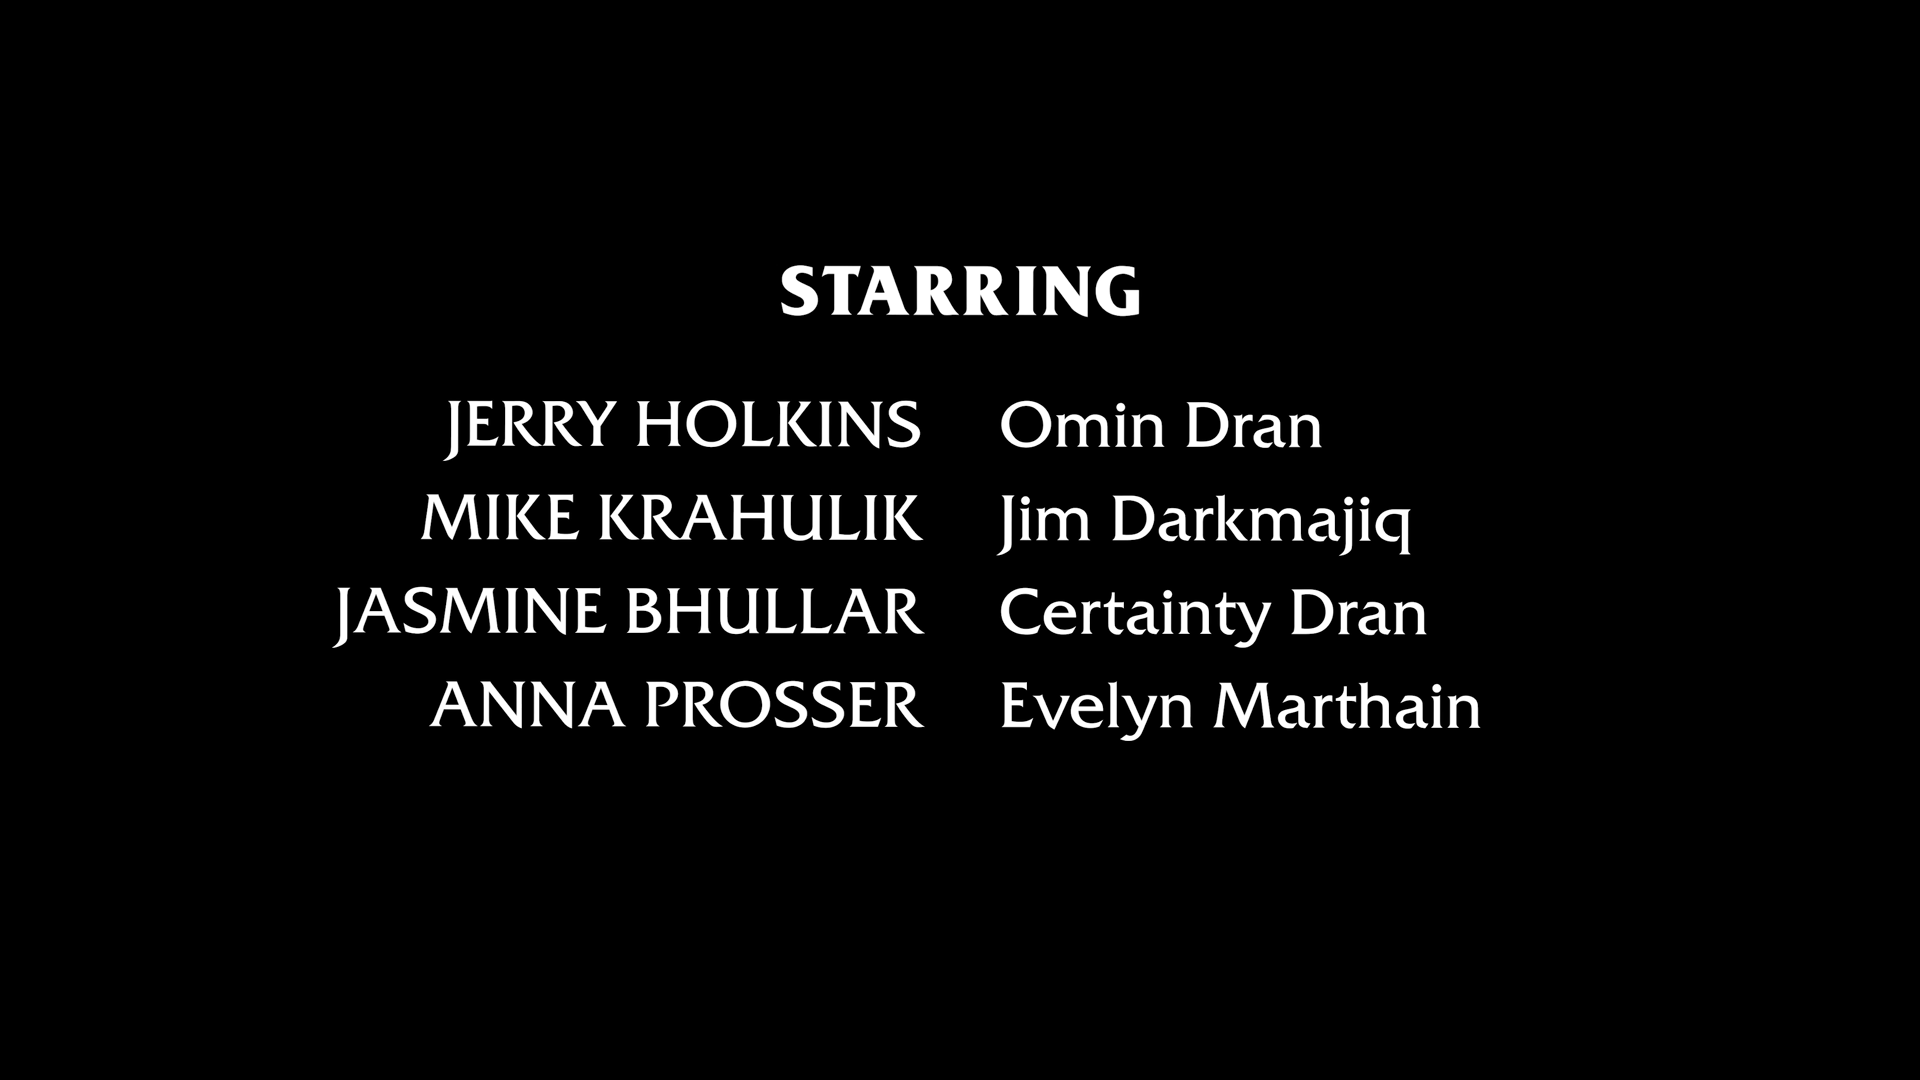 STARRING
JERRY HOLKINS Omin Dran
MIKE KRAHULIK Jim Darkmajiq
JASMINE BHULLAR Certainty Dran
ANNA PROSSER Evelyn Marthain